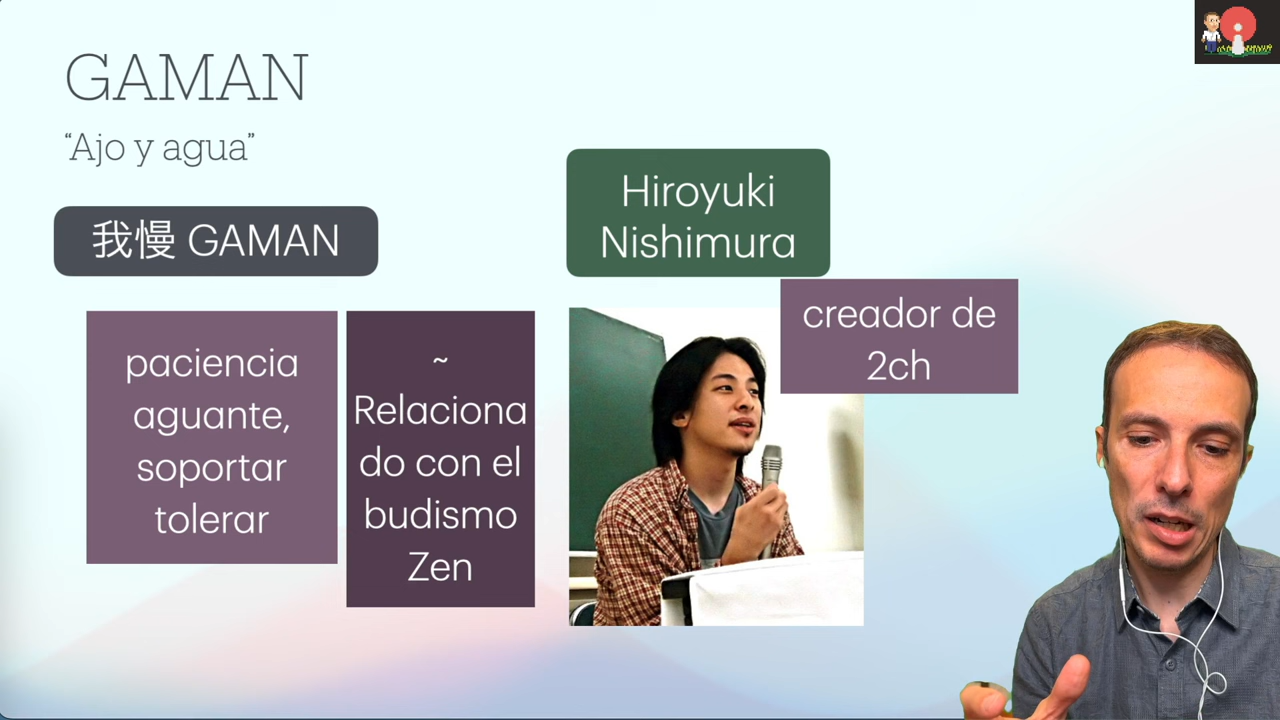 GAMAN
“Ajo y agua”
我慢 GAMAN
paciencia
aguante,
soportar
tolerar
~
Relaciona
do con el
budismo
Zen
Hiroyuki
Nishimura
creador de
2ch